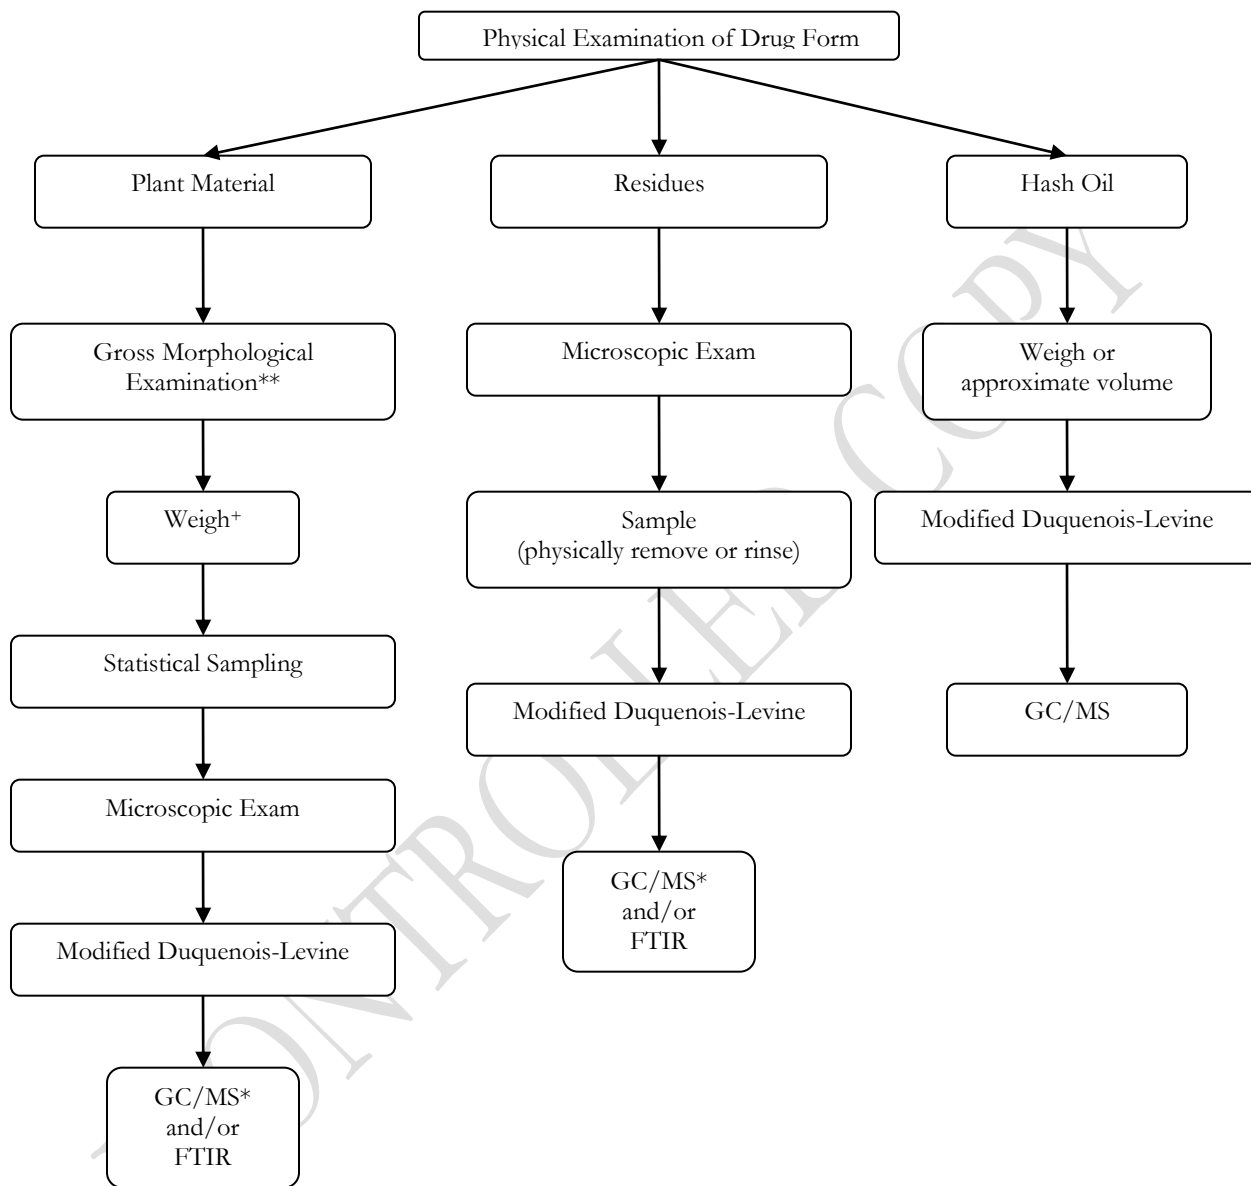 Physical Examination of Drug Form
Plant Material
Residues
Hash Oil
Gross Morphological
Examination**
Microscopic Exam
Weigh or
approximate volume
Weigh+
Sample
(physically remove or rinse)
Modified Duquenois-Levine
Statistical Sampling
Modified Duquenois-Levine
GC/MS
Microscopic Exam
GC/MS*
and/or
FTIR
Modified Duquenois-Levine
GC/MS*
and/or
FTIR
CONTROLLED COPY